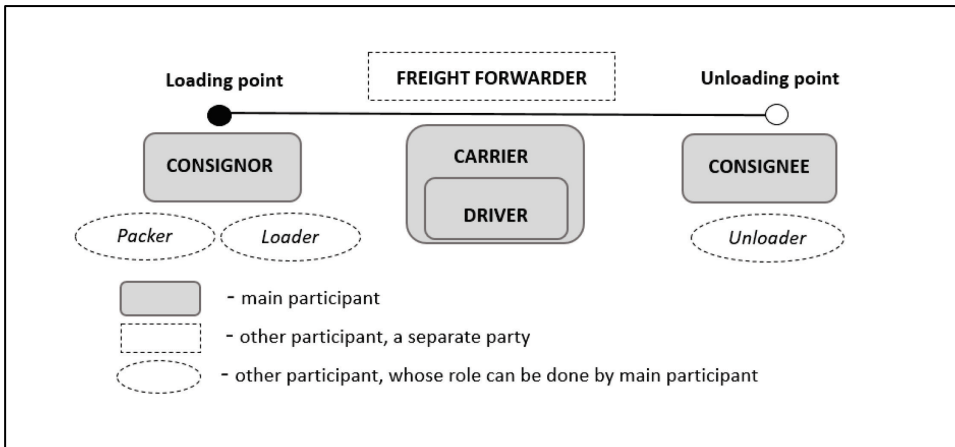 FREIGHT FORWARDER
Loading point
Unloading point
CONSIGNOR
CARRIER
DRIVER
CONSIGNEE
Packer
Loader
Unloader
- main participant
- other participant, a separate party
- other participant, whose role can be done by main participant